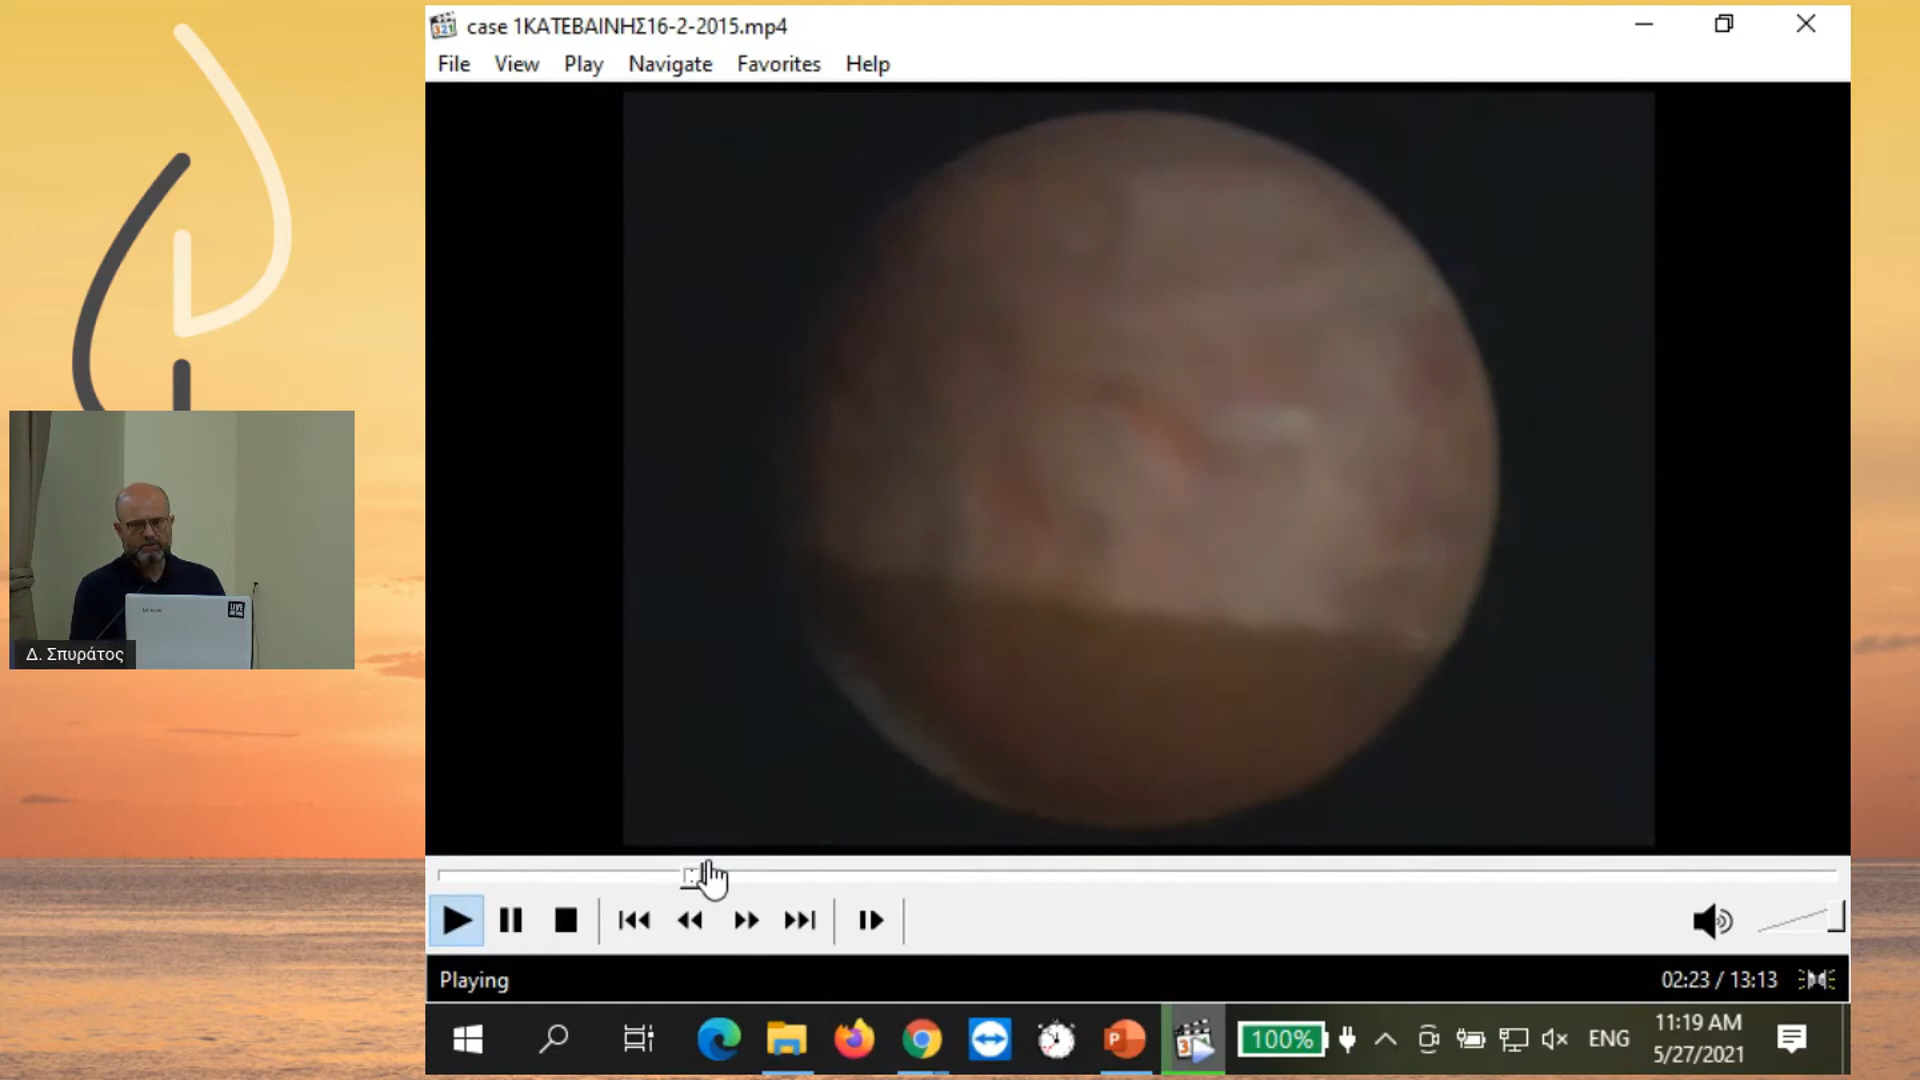 case 1ΚΑΤΕΒΑΙΝΗΣ16-2-2015.mp4
File View Play Navigate Favorites Help
Δ. Σπυράτος
Playing
02:23 / 13:13
100%
ENG
11:19 AM
5/27/2021